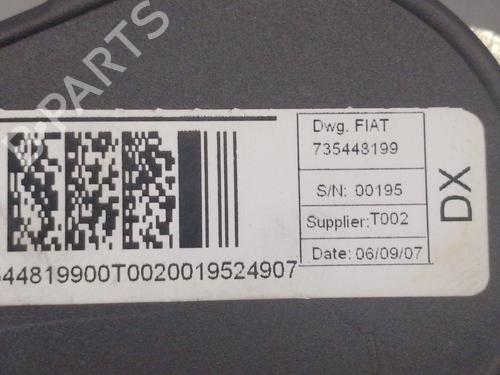 Dwg. FIAT
735448199
S/N: 00195
Supplier:T002
Date: 06/09/07
DX
44819900T0020019524907
B-PARTS